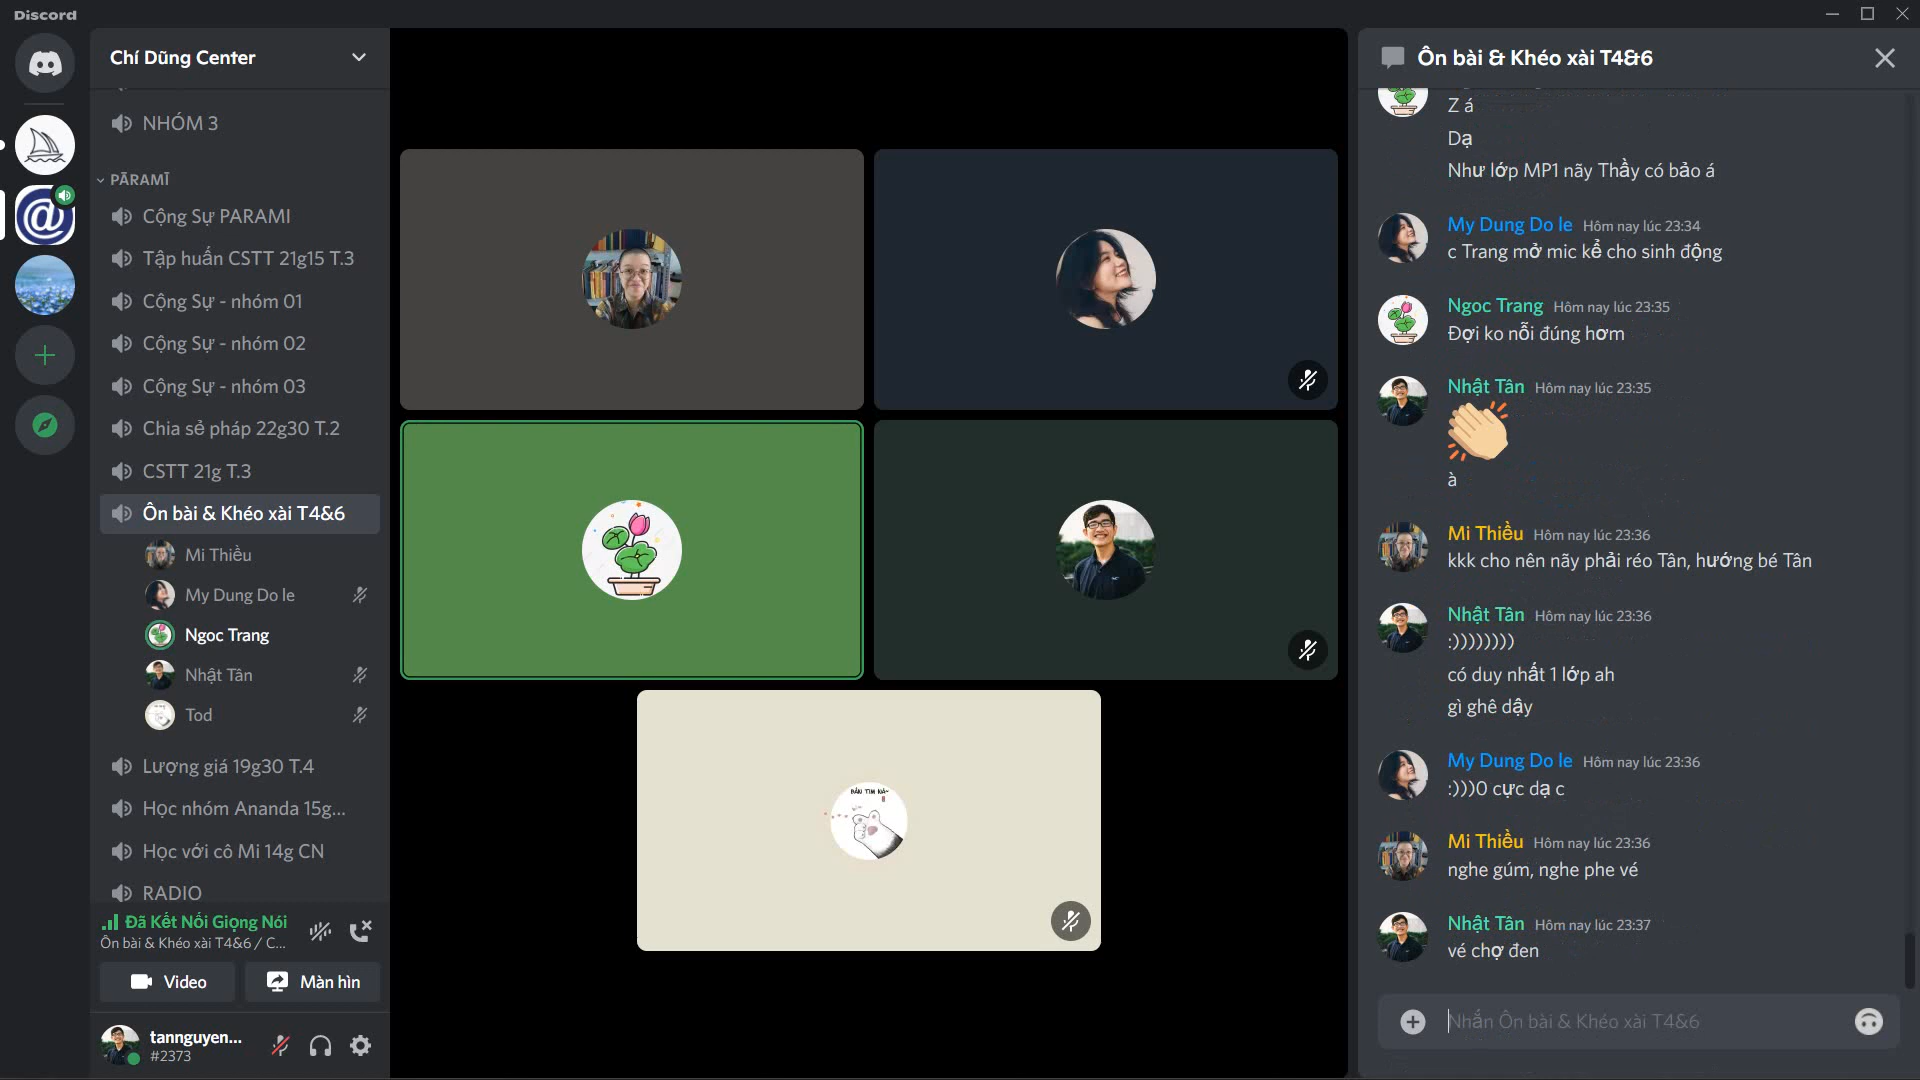 Discord
Chí Dũng Center
NHÓM 3
PĀRAMĪ
Cộng Sự PARAMI
Tập huấn CSTT 21g15 T.3
Cộng Sự - nhóm 01
Cộng Sự - nhóm 02
Cộng Sự - nhóm 03
Chia sẻ pháp 22g30 T.2
CSTT 21g T.3
Ôn bài & Khéo xài T4&6
Mi Thiều
My Dung Do le
Ngoc Trang
Nhật Tân
Tod
Lượng giá 19g30 T.4
Học nhóm Ananda 15g...
Học với cô Mi 14g CN
RADIO
Đã Kết Nối Giọng Nói
Ôn bài & Khéo xài T4&6 / C...
Video
Màn hìn
tannguyen...
#2373
BẮN TIM NÁ~
Ôn bài & Khéo xài T4&6
Z á
Dạ
Như lớp MP1 nãy Thầy có bảo á
My Dung Do le Hôm nay lúc 23:34
c Trang mở mic kể cho sinh động
Ngoc Trang Hôm nay lúc 23:35
Đợi ko nỗi đúng hơm
Nhật Tân Hôm nay lúc 23:35
à
Mi Thiều Hôm nay lúc 23:36
kkk cho nên nãy phải réo Tân, hướng bé Tân
Nhật Tân Hôm nay lúc 23:36
:))))))))
có duy nhất 1 lớp ah
gì ghê dậy
My Dung Do le Hôm nay lúc 23:36
:)))0 cực dạ c
Mi Thiều Hôm nay lúc 23:36
nghe gúm, nghe phe vé
Nhật Tân Hôm nay lúc 23:37
vé chợ đen
Nhắn Ôn bài & Khéo xài T4&6